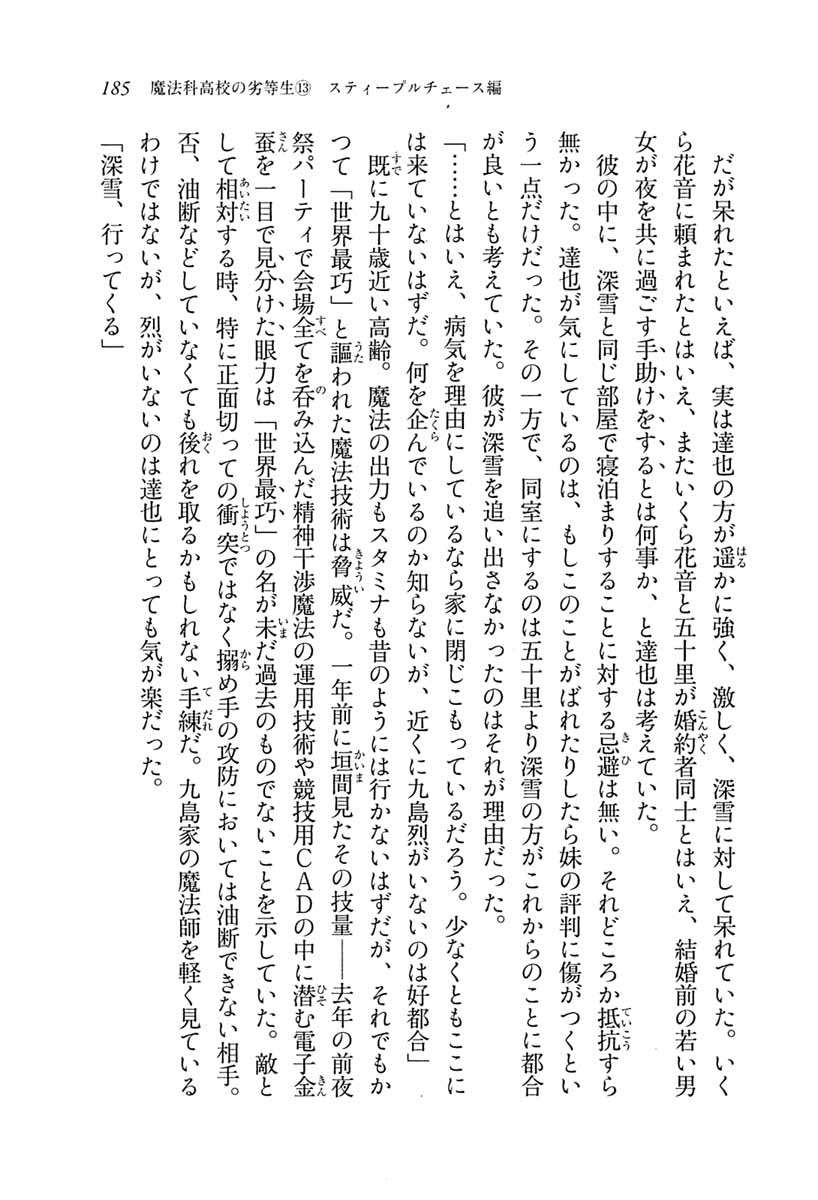 185 魔法科高校の劣等生⑬ スティープルチェース編
だが呆れたといえば、実は達也の方が遥かに強く、激しく、深雪に対して呆れていた。いく
ら花音に頼まれたとはいえ、またいくら花音と五十里が婚約者同士とはいえ、結婚前の若い男
女が夜を共に過ごす手助けをするとは何事か、と達也は考えていた。
彼の中に、深雪と同じ部屋で寝泊まりすることに対する忌避は無い。それどころか抵抗すら
無かった。達也が気にしているのは、もしこのことがばれたりしたら妹の評判に傷がつくとい
う一点だけだった。その一方で、同室にするのは五十里より深雪の方がこれからのことに都合
が良いとも考えていた。彼が深雪を追い出さなかったのはそれが理由だった。
「……とはいえ、病気を理由にしているなら家に閉じこもっているだろう。少なくともここに
は来ていないはずだ。何を企んでいるのか知らないが、近くに九島烈がいないのは好都合」
既に九十歳近い高齢。魔法の出力もスタミナも昔のようには行かないはずだが、それでもか
つて「世界最巧」と謳われた魔法技術は脅威だ。一年前に垣間見たその技量――去年の前夜
祭パーティで会場全てを呑み込んだ精神干渉魔法の運用技術や競技用ＣＡＤの中に潜む電子金
蚕を一目で見分けた眼力は「世界最巧」の名が未だ過去のものでないことを示していた。敵と
して相対する時、特に正面切っての衝突ではなく搦め手の攻防においては油断できない相手。
否、油断などしていなくても後れを取るかもしれない手練だ。九島家の魔法師を軽く見ている
わけではないが、烈がいないのは達也にとっても気が楽だった。
「深雪、行ってくる」